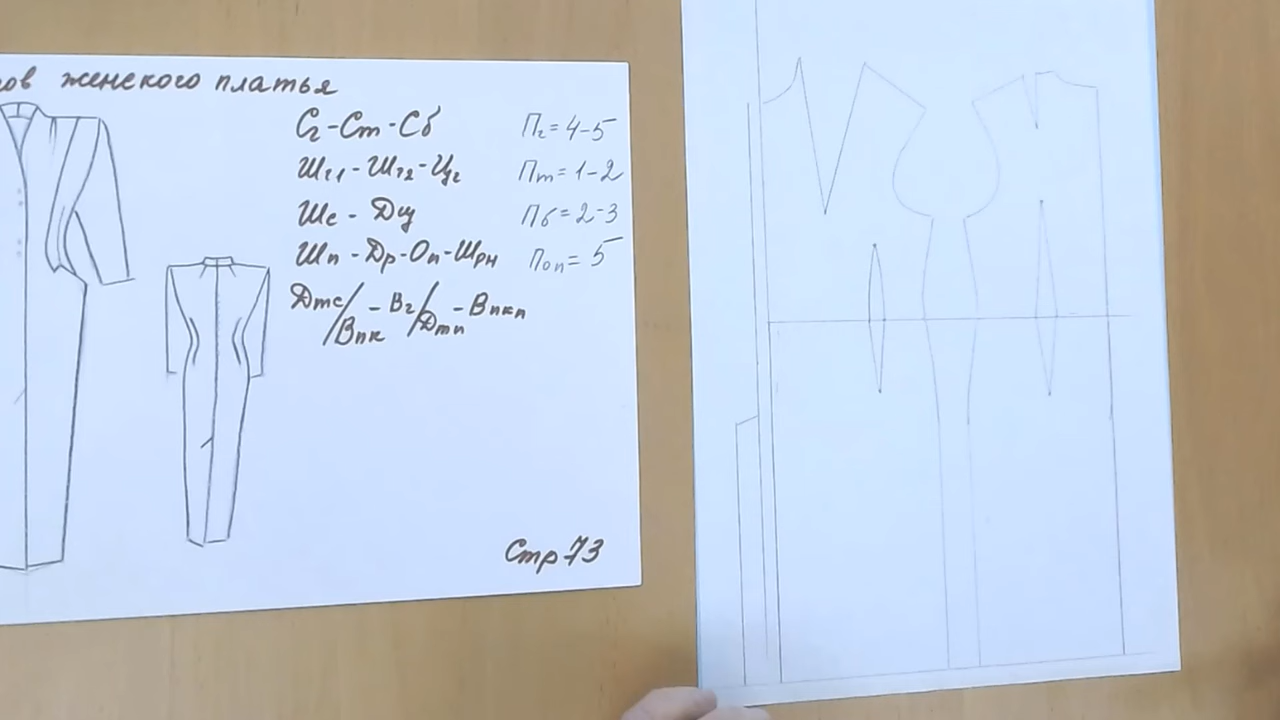 женского платья
Сг-Ст-Сб Пг=4-5
Шг1-Шг2-Цг Пт=1-2
Шс - Дгц Пб=2-3
Шп-Др-Оп-Шрн Поп=5
Дтс/Впк - Вг/Дтп - Впкп
Стр 73